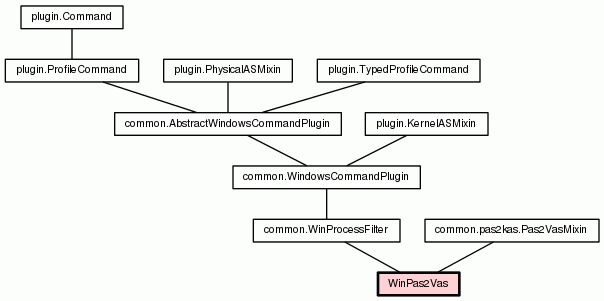 plugin.Command
plugin.ProfileCommand
plugin.PhysicalASMixin
plugin.TypedProfileCommand
common.AbstractWindowsCommandPlugin
plugin.KernelASMixin
common.WindowsCommandPlugin
common.WinProcessFilter
common.pas2kas.Pas2VasMixin
WinPas2Vas